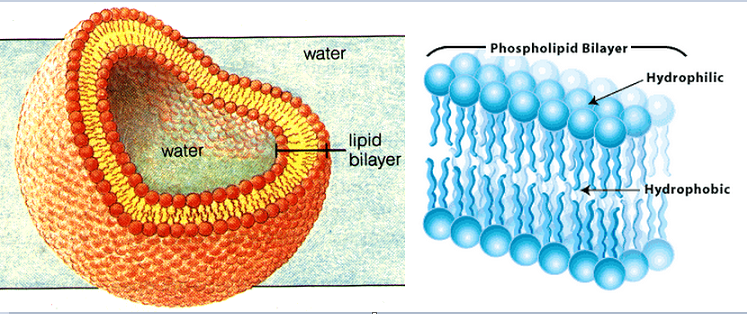 water
water
lipid
bilayer
Phospholipid Bilayer
Hydrophilic
Hydrophobic